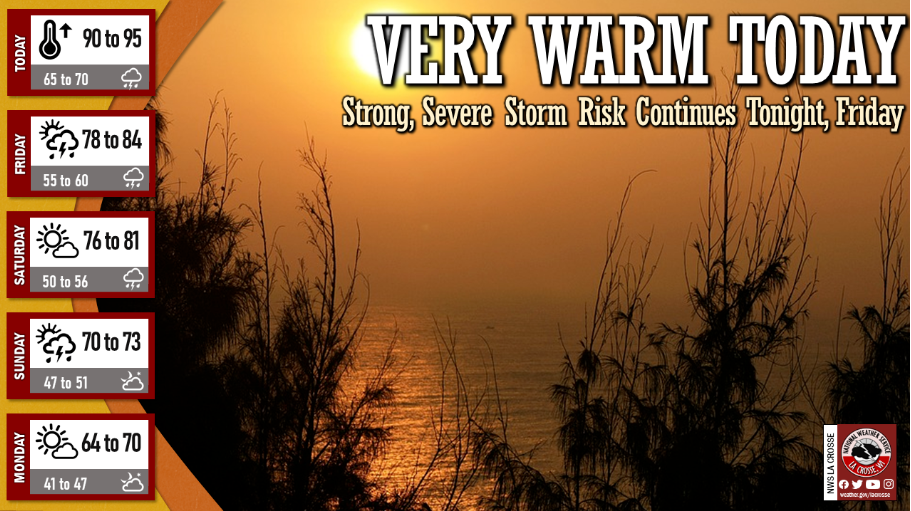 VERY WARM TODAY
Strong, Severe Storm Risk Continues Tonight, Friday
TODAY
90 to 95
65 to 70
FRIDAY
78 to 84
55 to 60
SATURDAY
76 to 81
50 to 56
SUNDAY
70 to 73
47 to 51
MONDAY
64 to 70
41 to 47
NWS LA CROSSE
NATIONAL WEATHER SERVICE
LA CROSSE, WI
weather.gov/lacrosse